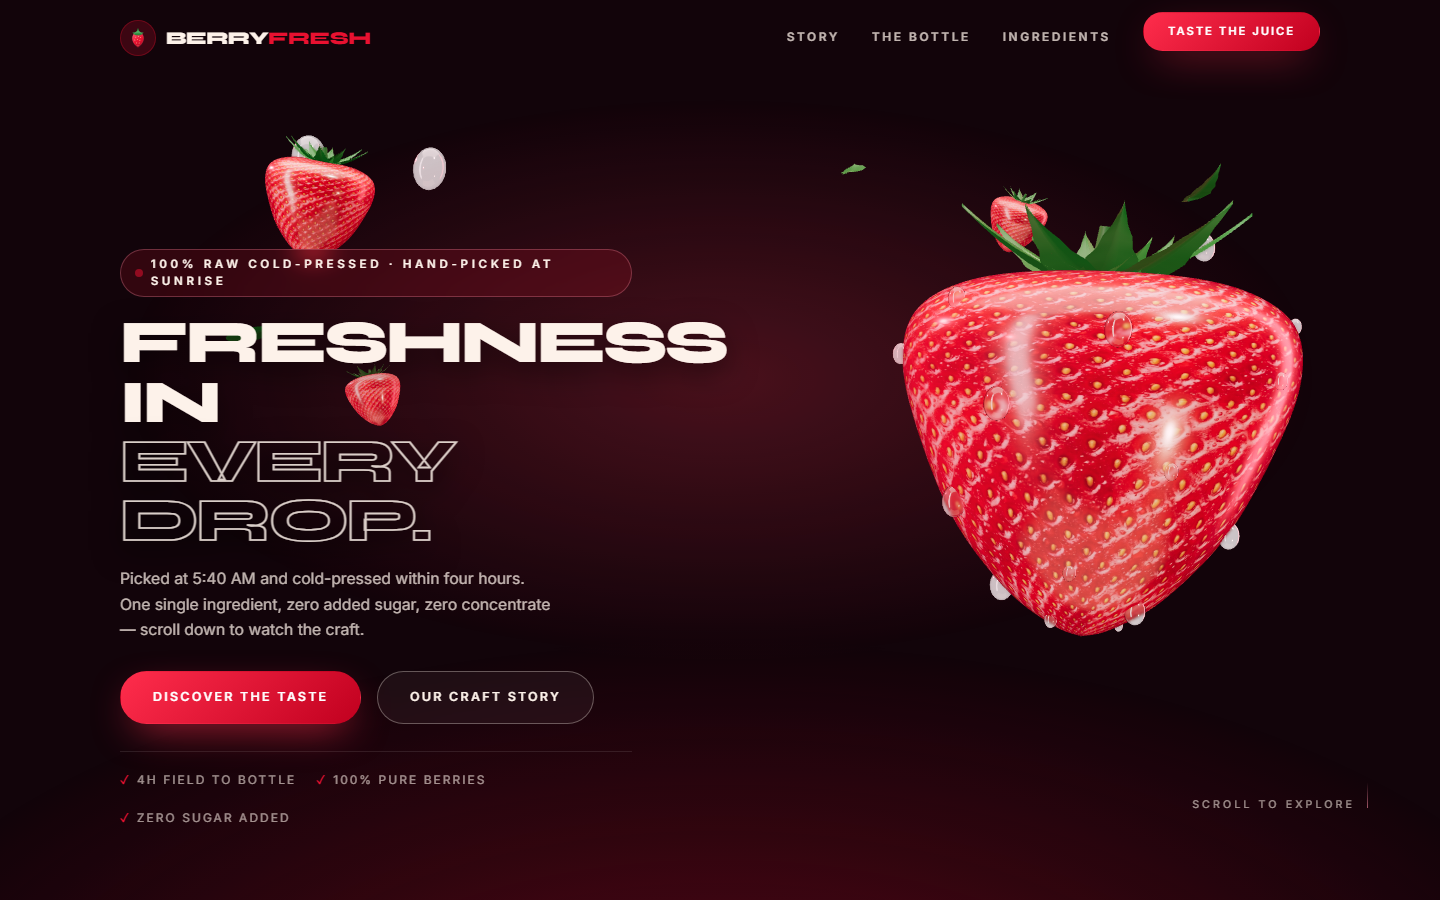 BERRYFRESH
STORY
THE BOTTLE
INGREDIENTS
TASTE THE JUICE
100% RAW COLD-PRESSED · HAND-PICKED AT
SUNRISE
FRESHNESS
IN
EVERY
DROP.
Picked at 5:40 AM and cold-pressed within four hours.
One single ingredient, zero added sugar, zero concentrate
— scroll down to watch the craft.
DISCOVER THE TASTE
OUR CRAFT STORY
✓ 4H FIELD TO BOTTLE
✓ 100% PURE BERRIES
✓ ZERO SUGAR ADDED
SCROLL TO EXPLORE